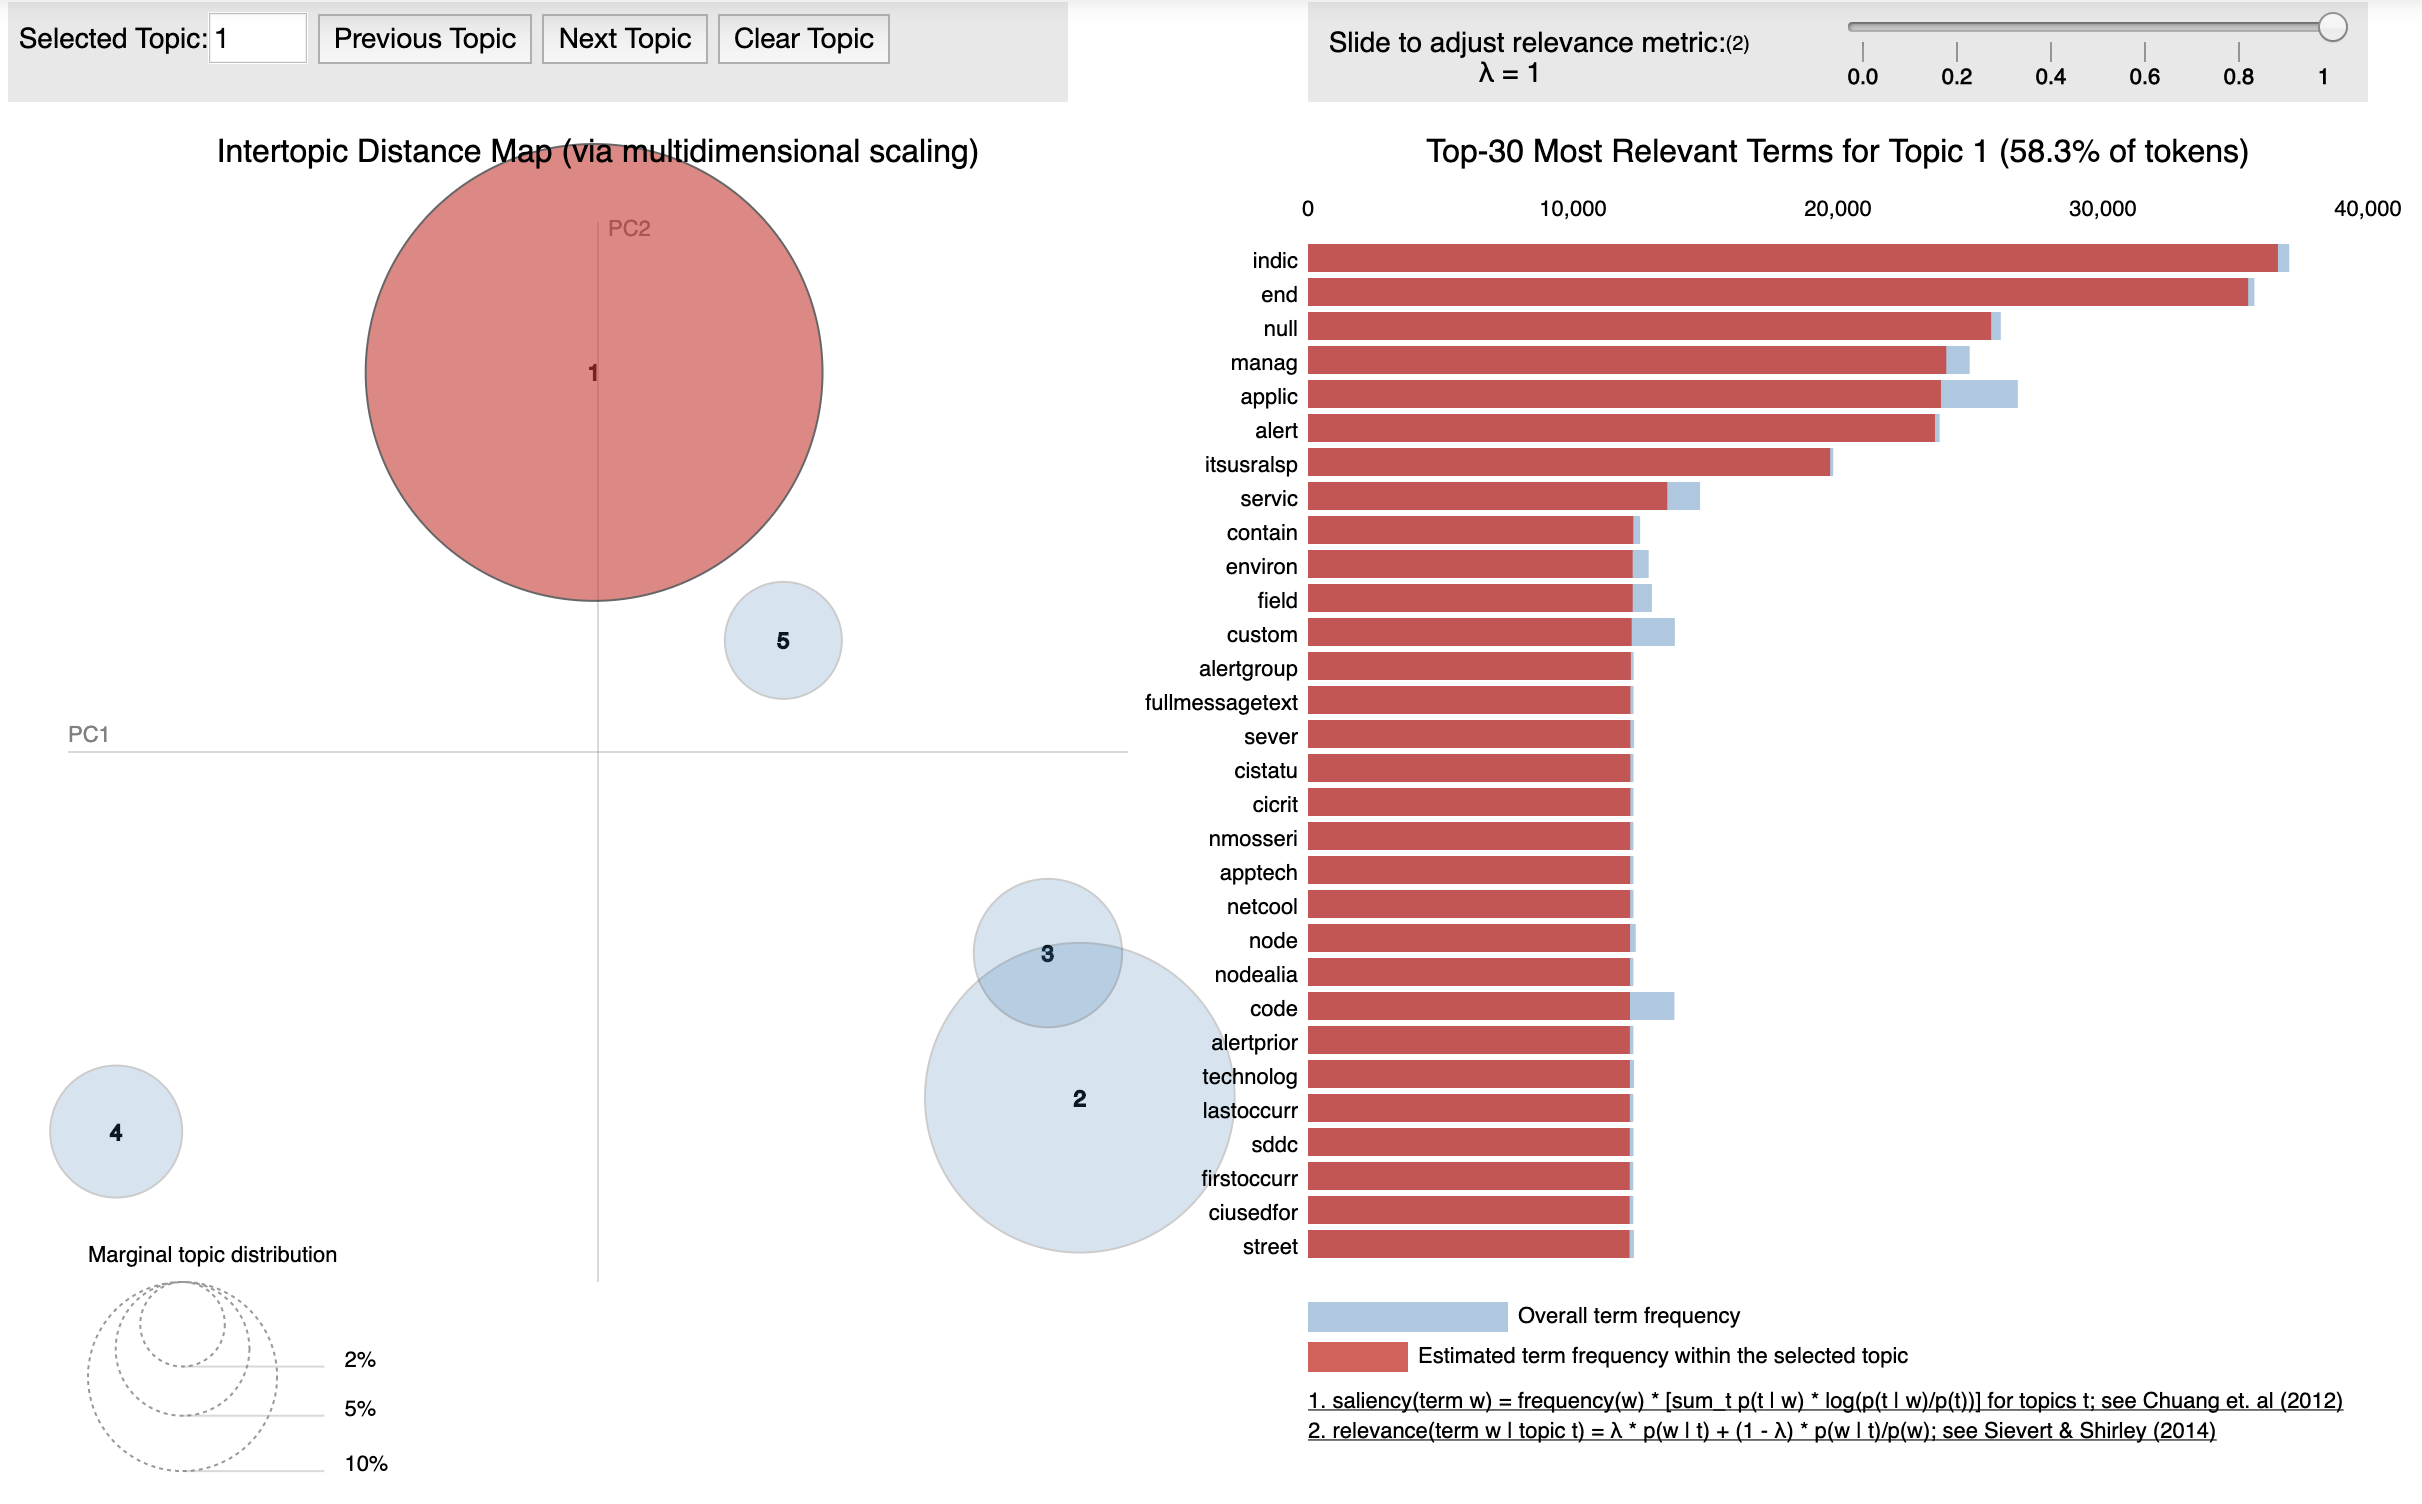 Selected Topic: 1 Previous Topic Next Topic Clear Topic
Slide to adjust relevance metric:(2)
λ = 1
0.0 0.2 0.4 0.6 0.8 1
Intertopic Distance Map (via multidimensional scaling)
PC2
1
5
PC1
3
2
4
Marginal topic distribution
2%
5%
10%
Top-30 Most Relevant Terms for Topic 1 (58.3% of tokens)
0 10,000 20,000 30,000 40,000
indic
end
null
manag
applic
alert
itsusralsp
servic
contain
environ
field
custom
alertgroup
fullmessagetext
sever
cistatu
cicrit
nmosseri
apptech
netcool
node
nodealia
code
alertprior
technolog
lastoccurr
sddc
firstoccurr
ciusedfor
street
Overall term frequency
Estimated term frequency within the selected topic
1. saliency(term w) = frequency(w) * [sum_t p(t | w) * log(p(t | w)/p(t))] for topics t; see Chuang et. al (2012)
2. relevance(term w | topic t) = λ * p(w | t) + (1 - λ) * p(w | t)/p(w); see Sievert & Shirley (2014)